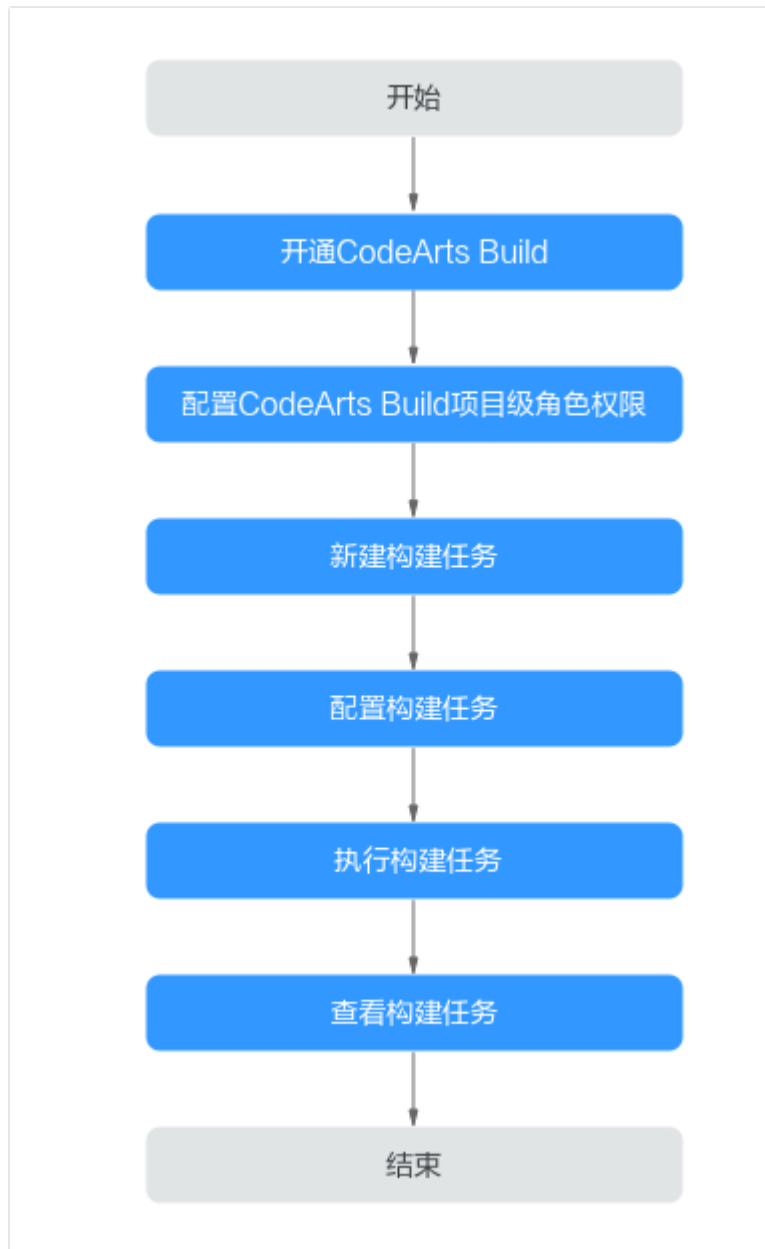 开始
开通CodeArts Build
配置CodeArts Build项目级角色权限
新建构建任务
配置构建任务
执行构建任务
查看构建任务
结束